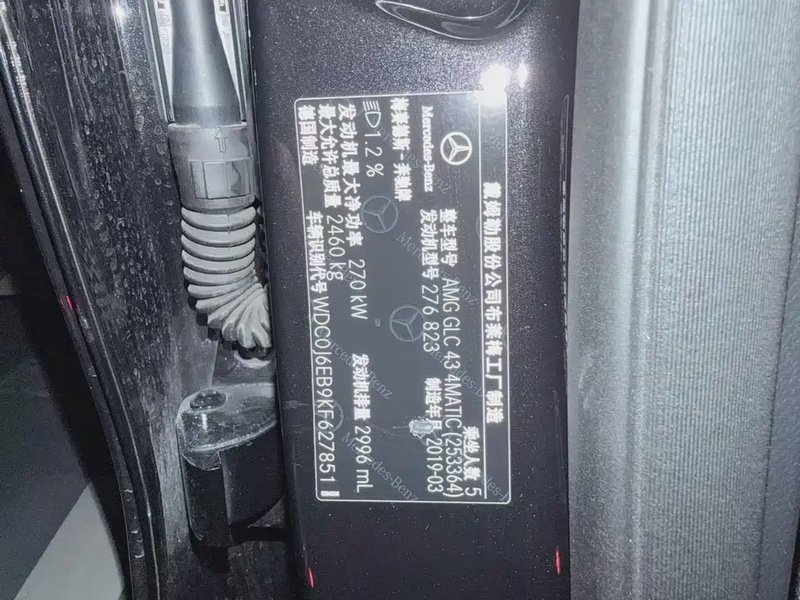 戴姆勒股份公司布莱梅工厂制造
Mercedes-Benz
梅赛德斯-奔驰牌
乘坐人数 5
整车型号 AMG GLC 43 4MATIC (253364)
发动机型号 276 823
制造年月 2019-03
1.2 %
发动机最大净功率 270 kW
发动机排量 2996 mL
最大允许总质量 2460 kg
德国制造
车辆识别代号 WDC0J6EB9KF627851